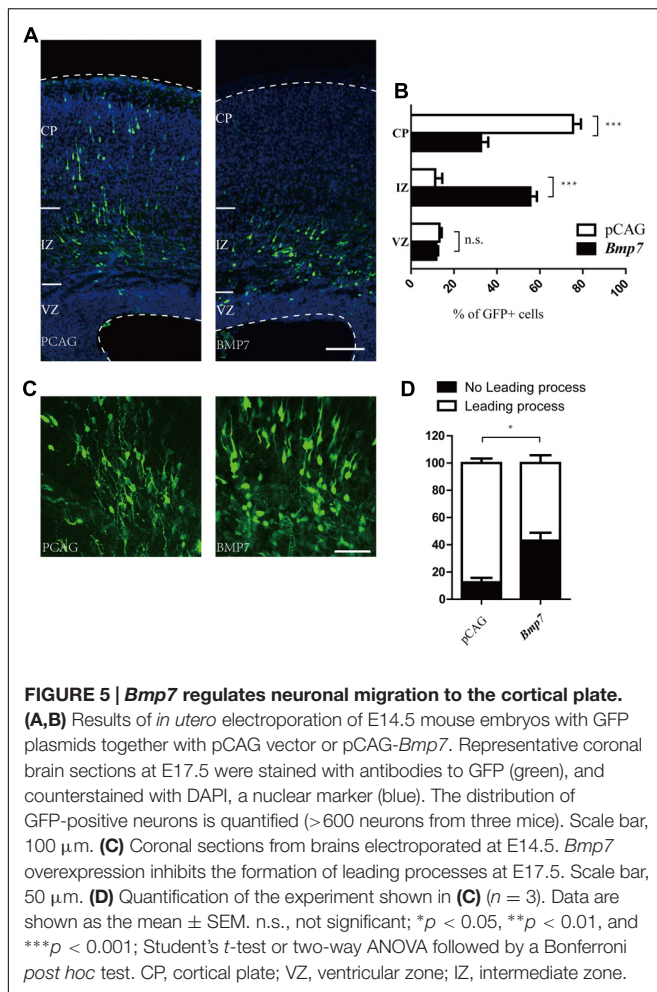 A
CP
IZ
VZ
PCAG
CP
IZ
VZ
BMP7
B
CP
IZ
VZ
***
***
n.s.
pCAG
Bmp7
0 20 40 60 80 100
% of GFP+ cells
C
PCAG
BMP7
D
No Leading process
Leading process
*
120
100
80
60
40
20
0
pCAG
Bmp7
FIGURE 5 | Bmp7 regulates neuronal migration to the cortical plate.
(A,B) Results of in utero electroporation of E14.5 mouse embryos with GFP
plasmids together with pCAG vector or pCAG-Bmp7. Representative coronal
brain sections at E17.5 were stained with antibodies to GFP (green), and
counterstained with DAPI, a nuclear marker (blue). The distribution of
GFP-positive neurons is quantified (>600 neurons from three mice). Scale bar,
100 μm. (C) Coronal sections from brains electroporated at E14.5. Bmp7
overexpression inhibits the formation of leading processes at E17.5. Scale bar,
50 μm. (D) Quantification of the experiment shown in (C) (n = 3). Data are
shown as the mean ± SEM. n.s., not significant; *p < 0.05, **p < 0.01, and
***p < 0.001; Student's t-test or two-way ANOVA followed by a Bonferroni
post hoc test. CP, cortical plate; VZ, ventricular zone; IZ, intermediate zone.